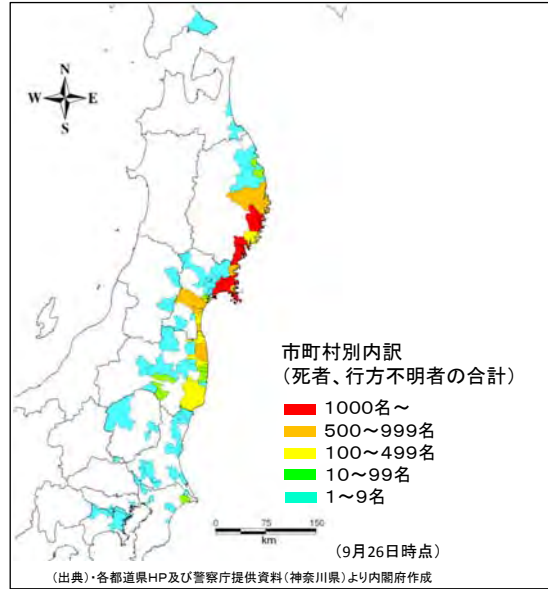 N
W E
S
市町村別内訳
(死者、行方不明者の合計)
1000名～
500～999名
100～499名
10～99名
1～9名
0 75 150
km
(9月26日時点)
(出典)・各都道県HP及び警察庁提供資料(神奈川県)より内閣府作成